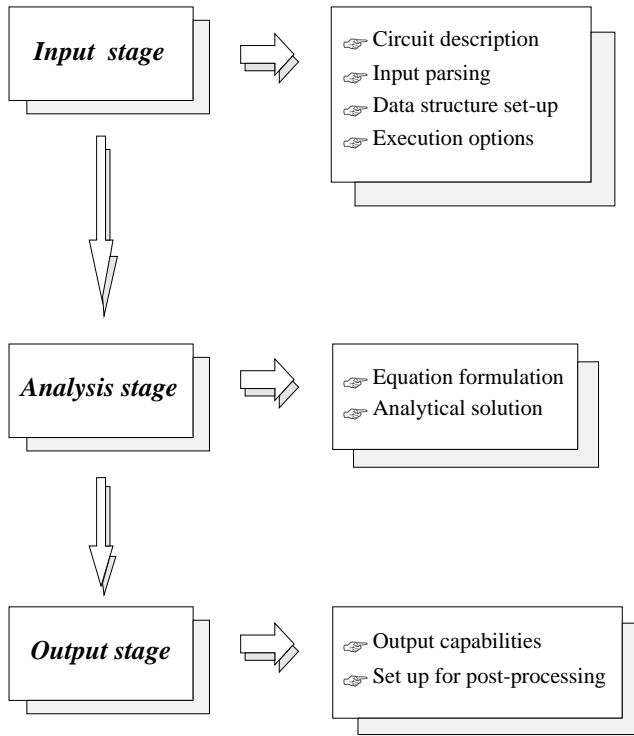 Input stage
☞ Circuit description
☞ Input parsing
☞ Data structure set-up
☞ Execution options
Analysis stage
☞ Equation formulation
☞ Analytical solution
Output stage
☞ Output capabilities
☞ Set up for post-processing